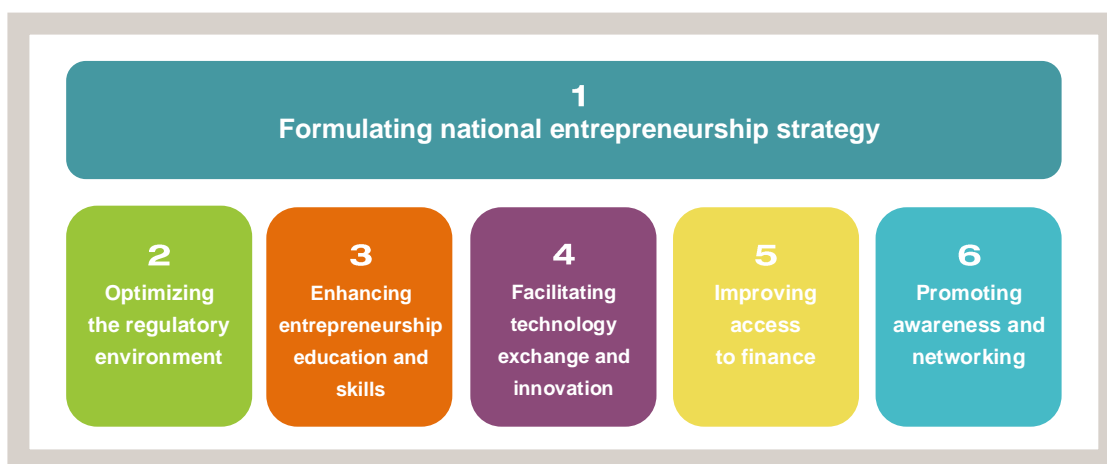 1
Formulating national entrepreneurship strategy
2
Optimizing
the regulatory
environment
3
Enhancing
entrepreneurship
education and
skills
4
Facilitating
technology
exchange and
innovation
5
Improving
access
to finance
6
Promoting
awareness and
networking